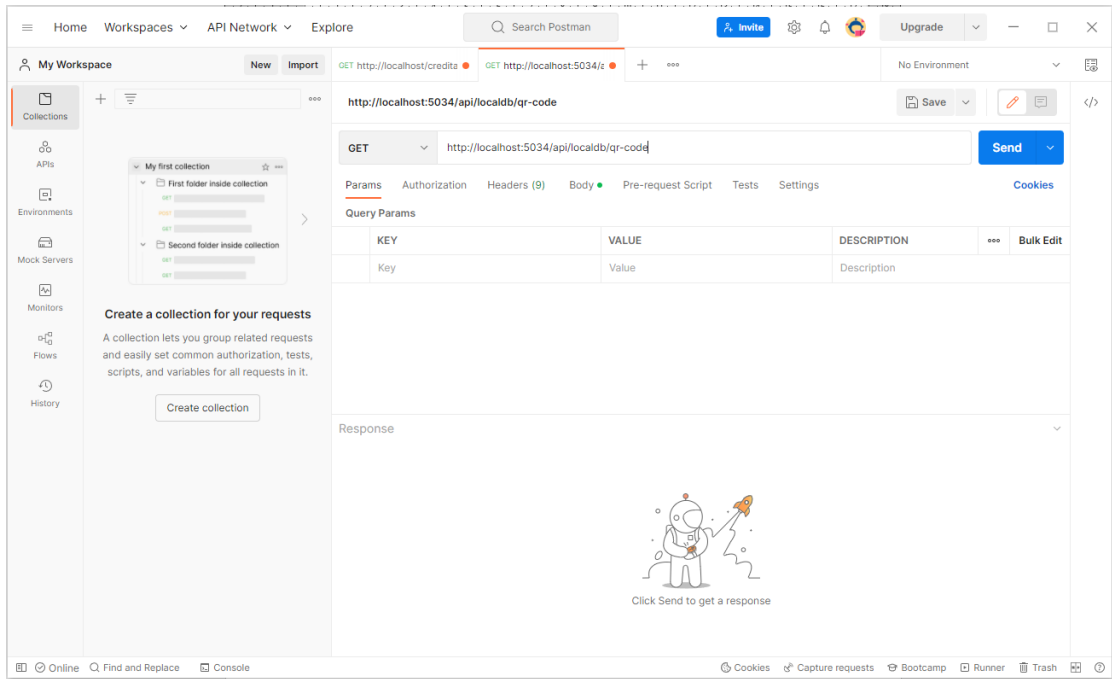 Home Workspaces API Network Explore Search Postman Invite Upgrade
My Workspace New Import GET http://localhost/credita GET http://localhost:5034/a No Environment
Collections
APIs
Environments
Mock Servers
Monitors
Flows
History
My first collection
First folder inside collection
GET
POST
GET
Second folder inside collection
GET
GET
Create a collection for your requests
A collection lets you group related requests
and easily set common authorization, tests,
scripts, and variables for all requests in it.
Create collection
http://localhost:5034/api/localdb/qr-code Save
GET http://localhost:5034/api/localdb/qr-code Send
Params Authorization Headers (9) Body Pre-request Script Tests Settings Cookies
Query Params
KEY VALUE DESCRIPTION Bulk Edit
Key Value Description
Response
Click Send to get a response
Online Find and Replace Console Cookies Capture requests Bootcamp Runner Trash